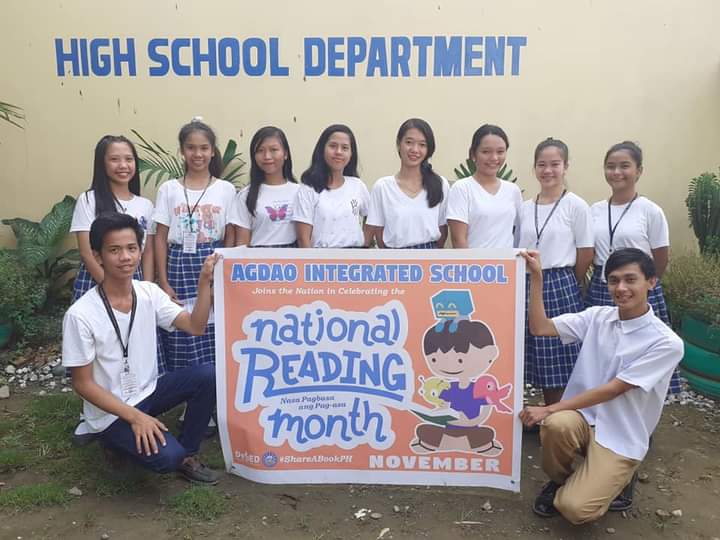 HIGH SCHOOL DEPARTMENT
AGDAO INTEGRATED SCHOOL
Joins the Nation in Celebrating the
national
READING
Nasa Pagbasa
ang Pag-asa
month
DepED #ShareABookPH NOVEMBER